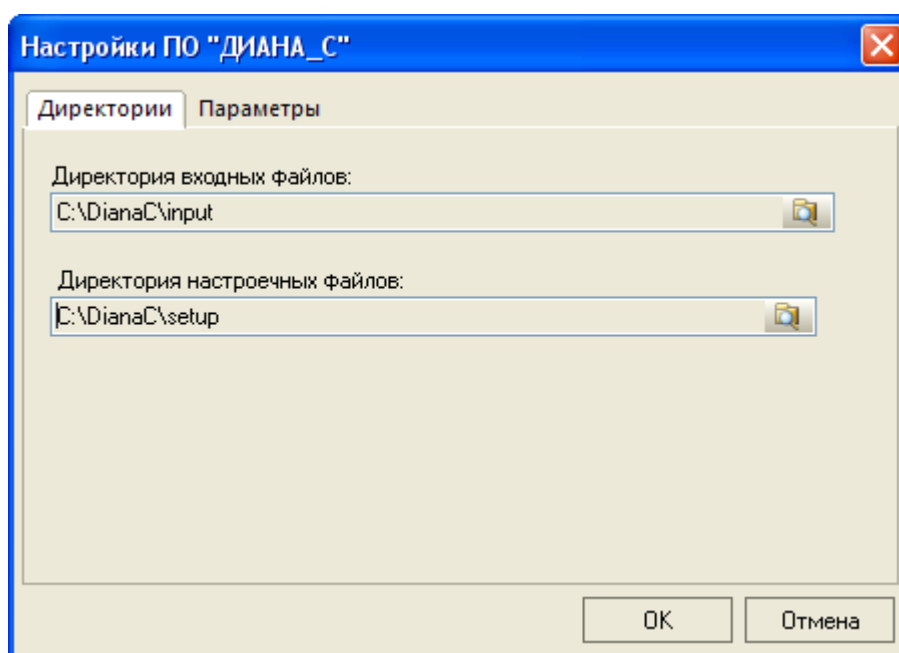 Настройки ПО "ДИАНА_С"
Директории Параметры
Директория входных файлов:
C:\DianaC\input
Директория настроечных файлов:
C:\DianaC\setup
OK Отмена